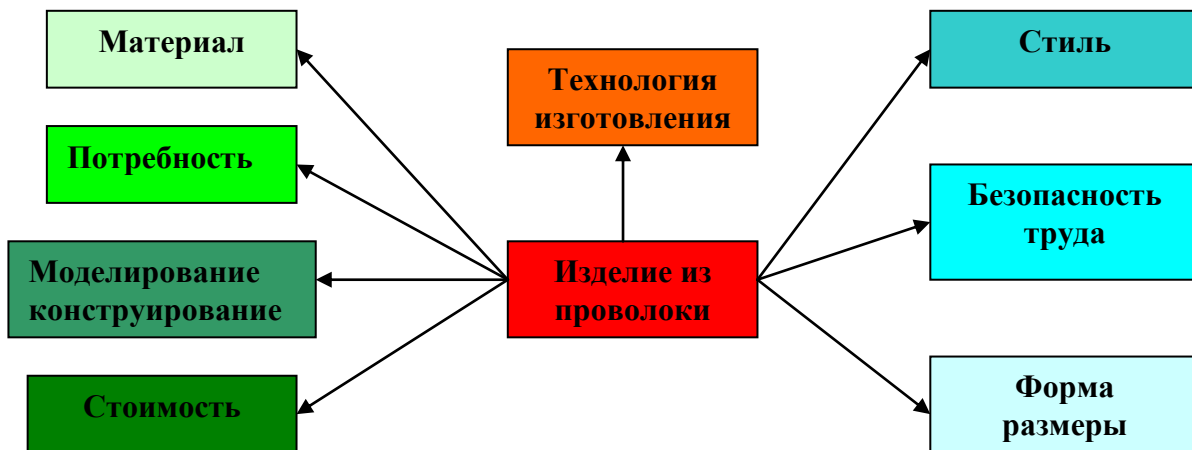 Материал
Технология
изготовления
Стиль
Потребность
Безопасность
труда
Моделирование
конструирование
Изделие из
проволоки
Стоимость
Форма
размеры